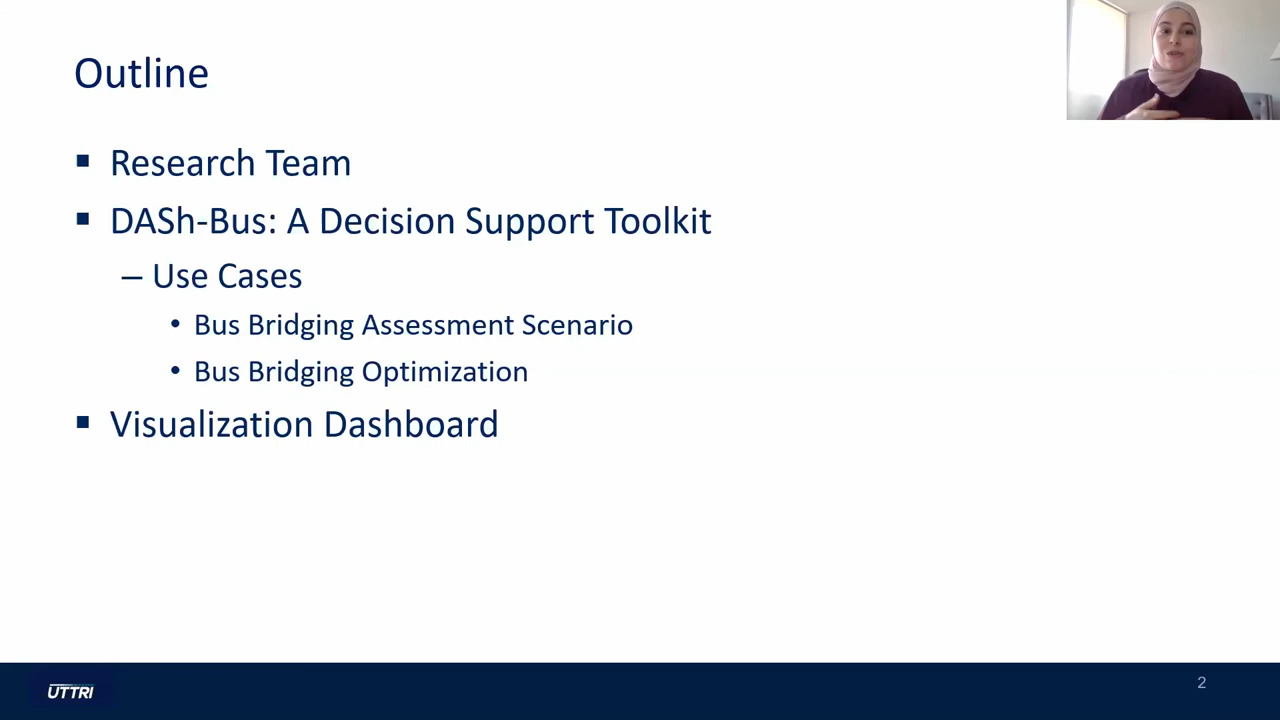 Outline
▪ Research Team
▪ DASh-Bus: A Decision Support Toolkit
– Use Cases
• Bus Bridging Assessment Scenario
• Bus Bridging Optimization
▪ Visualization Dashboard
UTTRI
2